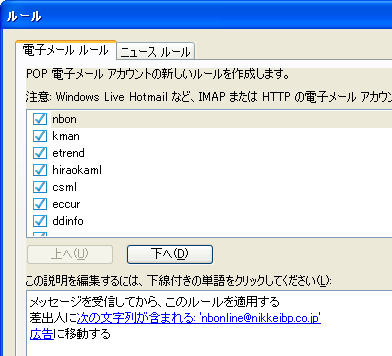 ルール
電子メール ルール ニュース ルール
POP 電子メール アカウントの新しいルールを作成します。
注意: Windows Live Hotmail など、IMAP または HTTP の電子メール アカウン
nbon
kman
etrend
hiraokaml
csml
eccur
ddinfo
上へ(U) 下へ(D)
この説明を編集するには、下線付きの単語をクリックしてください(L):
メッセージを受信してから、このルールを適用する
差出人に次の文字列が含まれる: 'nbonline@nikkeibp.co.jp'
広告に移動する